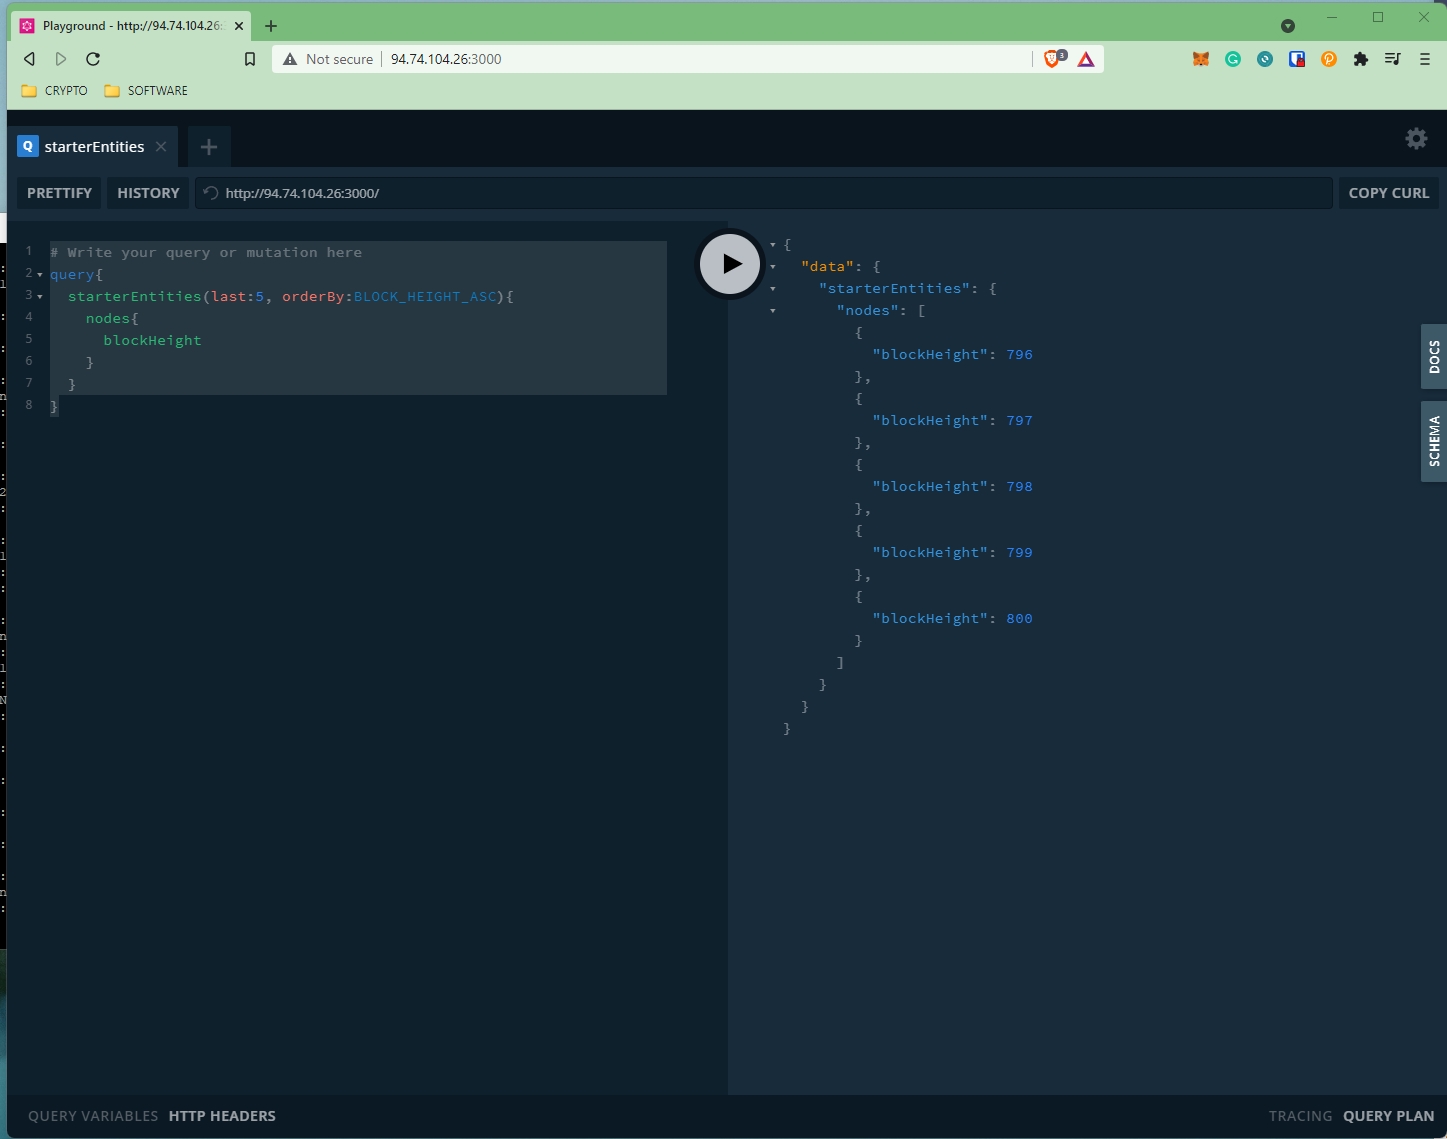 Playground - http://94.74.104.26:
Not secure
94.74.104.26:3000
3
CRYPTO
SOFTWARE
Q starterEntities
PRETTIFY
HISTORY
http://94.74.104.26:3000/
COPY CURL
1 # Write your query or mutation here
2 query{
3 starterEntities(last:5, orderBy:BLOCK_HEIGHT_ASC){
4 nodes{
5 blockHeight
6 }
7 }
8 }
{
"data": {
"starterEntities": {
"nodes": [
{
"blockHeight": 796
},
{
"blockHeight": 797
},
{
"blockHeight": 798
},
{
"blockHeight": 799
},
{
"blockHeight": 800
}
]
}
}
}
DOCS
SCHEMA
QUERY VARIABLES
HTTP HEADERS
TRACING
QUERY PLAN